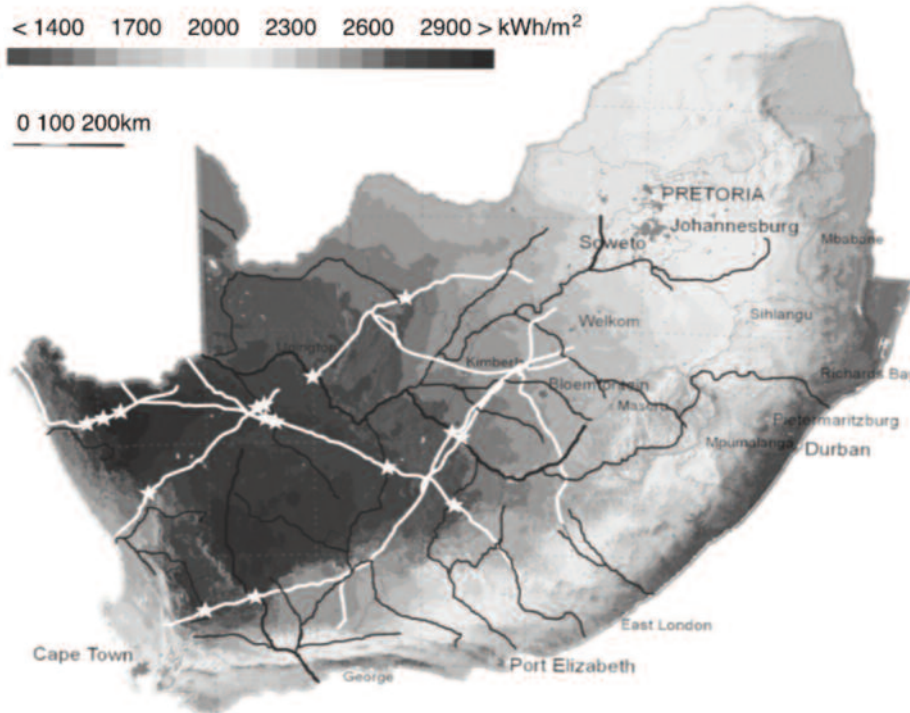 < 1400 1700 2000 2300 2600 2900 > kWh/m²
0 100 200km
PRETORIA
Johannesburg
Soweto
Mbabane
Sihlangu
Welkom
Upington
Kimberly
Richards Bay
Bloemfontein
Maseru
Pietermaritzburg
Mpumalanga
Durban
East London
Cape Town
Port Elizabeth
George